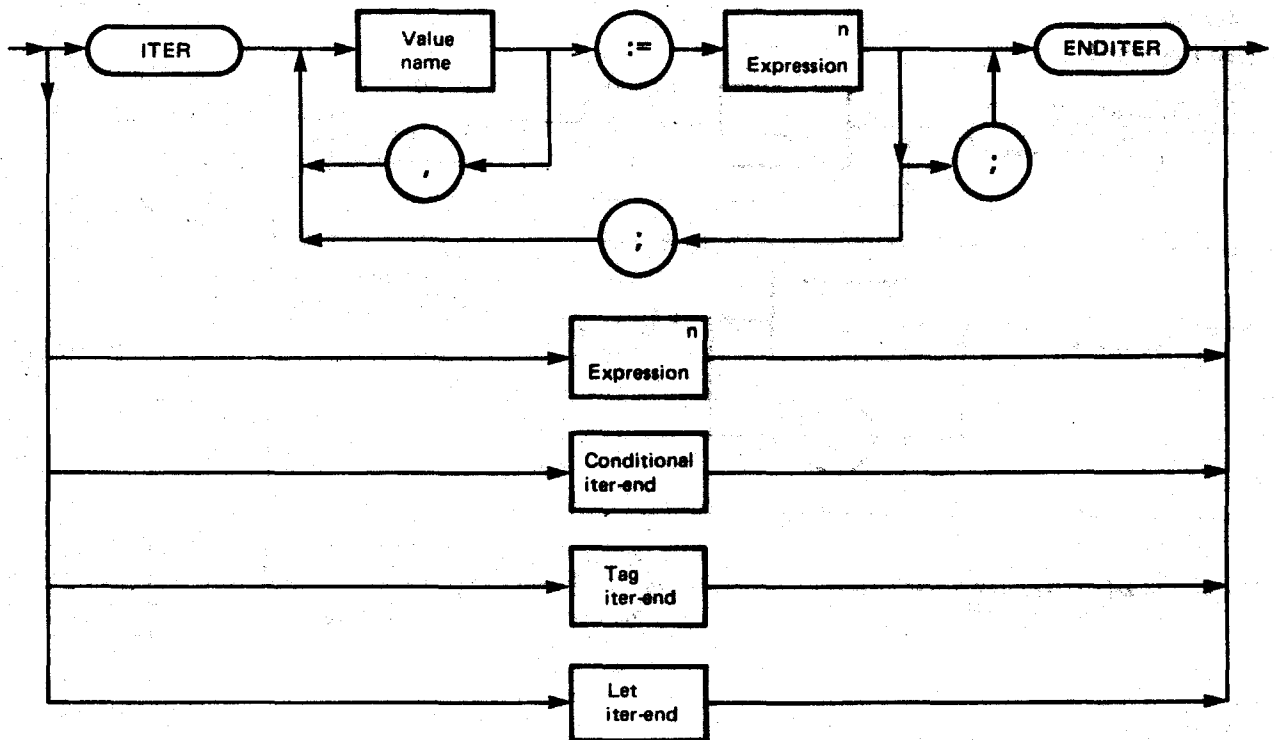 ITER
Value
name
:=
n
Expression
ENDITER
,
;
;
n
Expression
Conditional
iter-end
Tag
iter-end
Let
iter-end